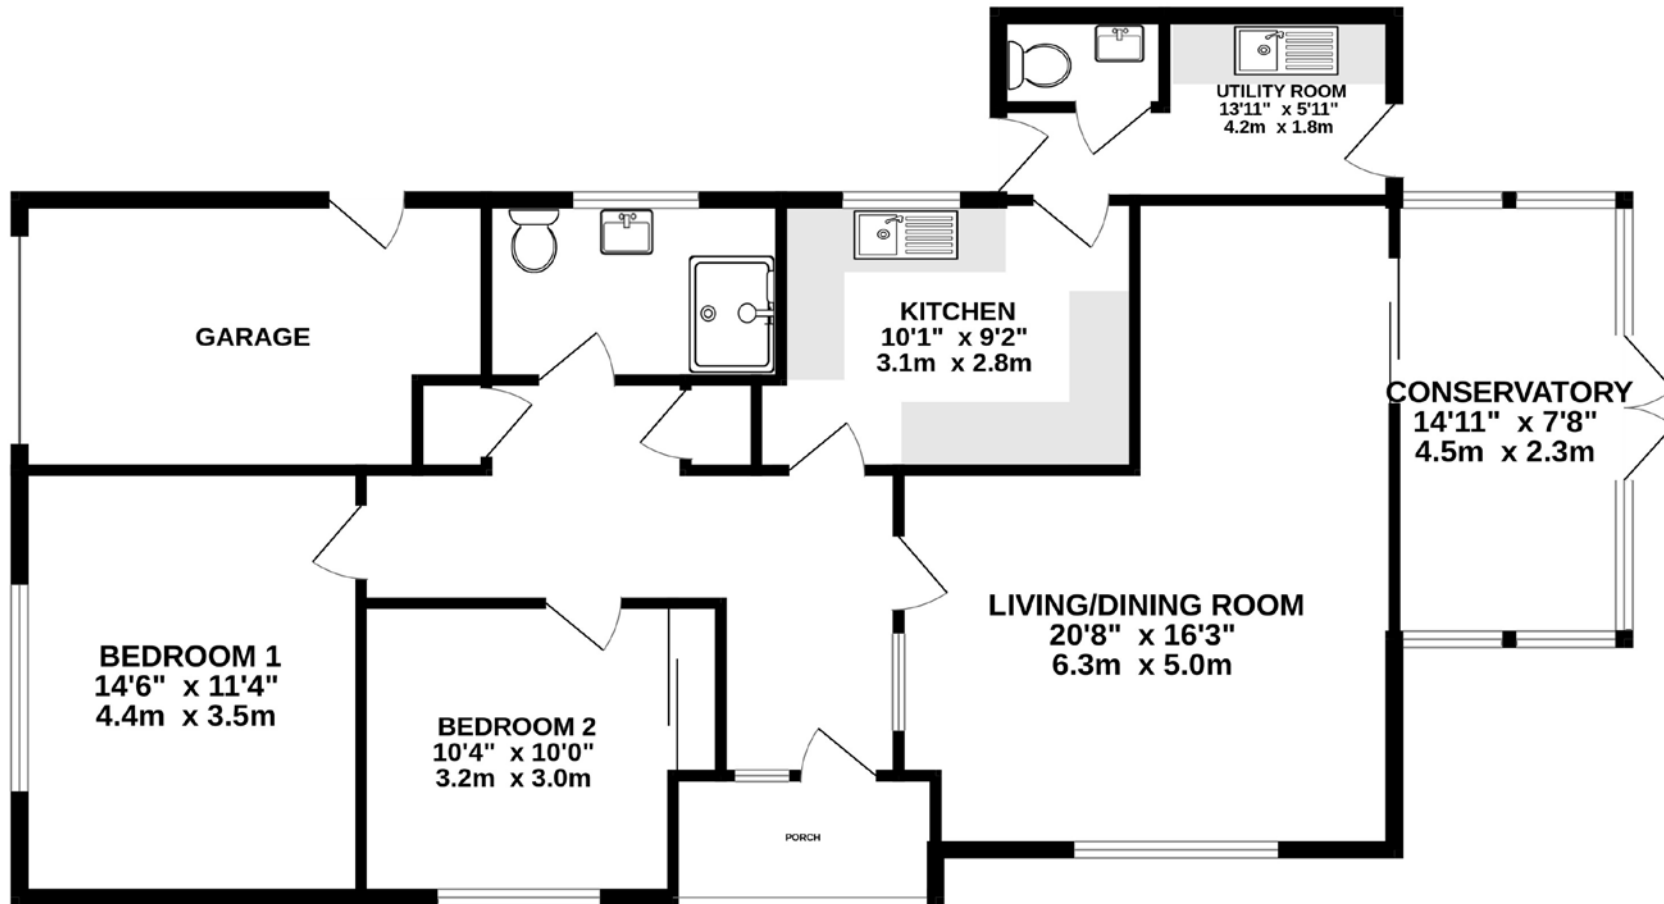 UTILITY ROOM
13'11" x 5'11"
4.2m x 1.8m
GARAGE
KITCHEN
10'1" x 9'2"
3.1m x 2.8m
CONSERVATORY
14'11" x 7'8"
4.5m x 2.3m
LIVING/DINING ROOM
20'8" x 16'3"
6.3m x 5.0m
BEDROOM 1
14'6" x 11'4"
4.4m x 3.5m
BEDROOM 2
10'4" x 10'0"
3.2m x 3.0m
PORCH